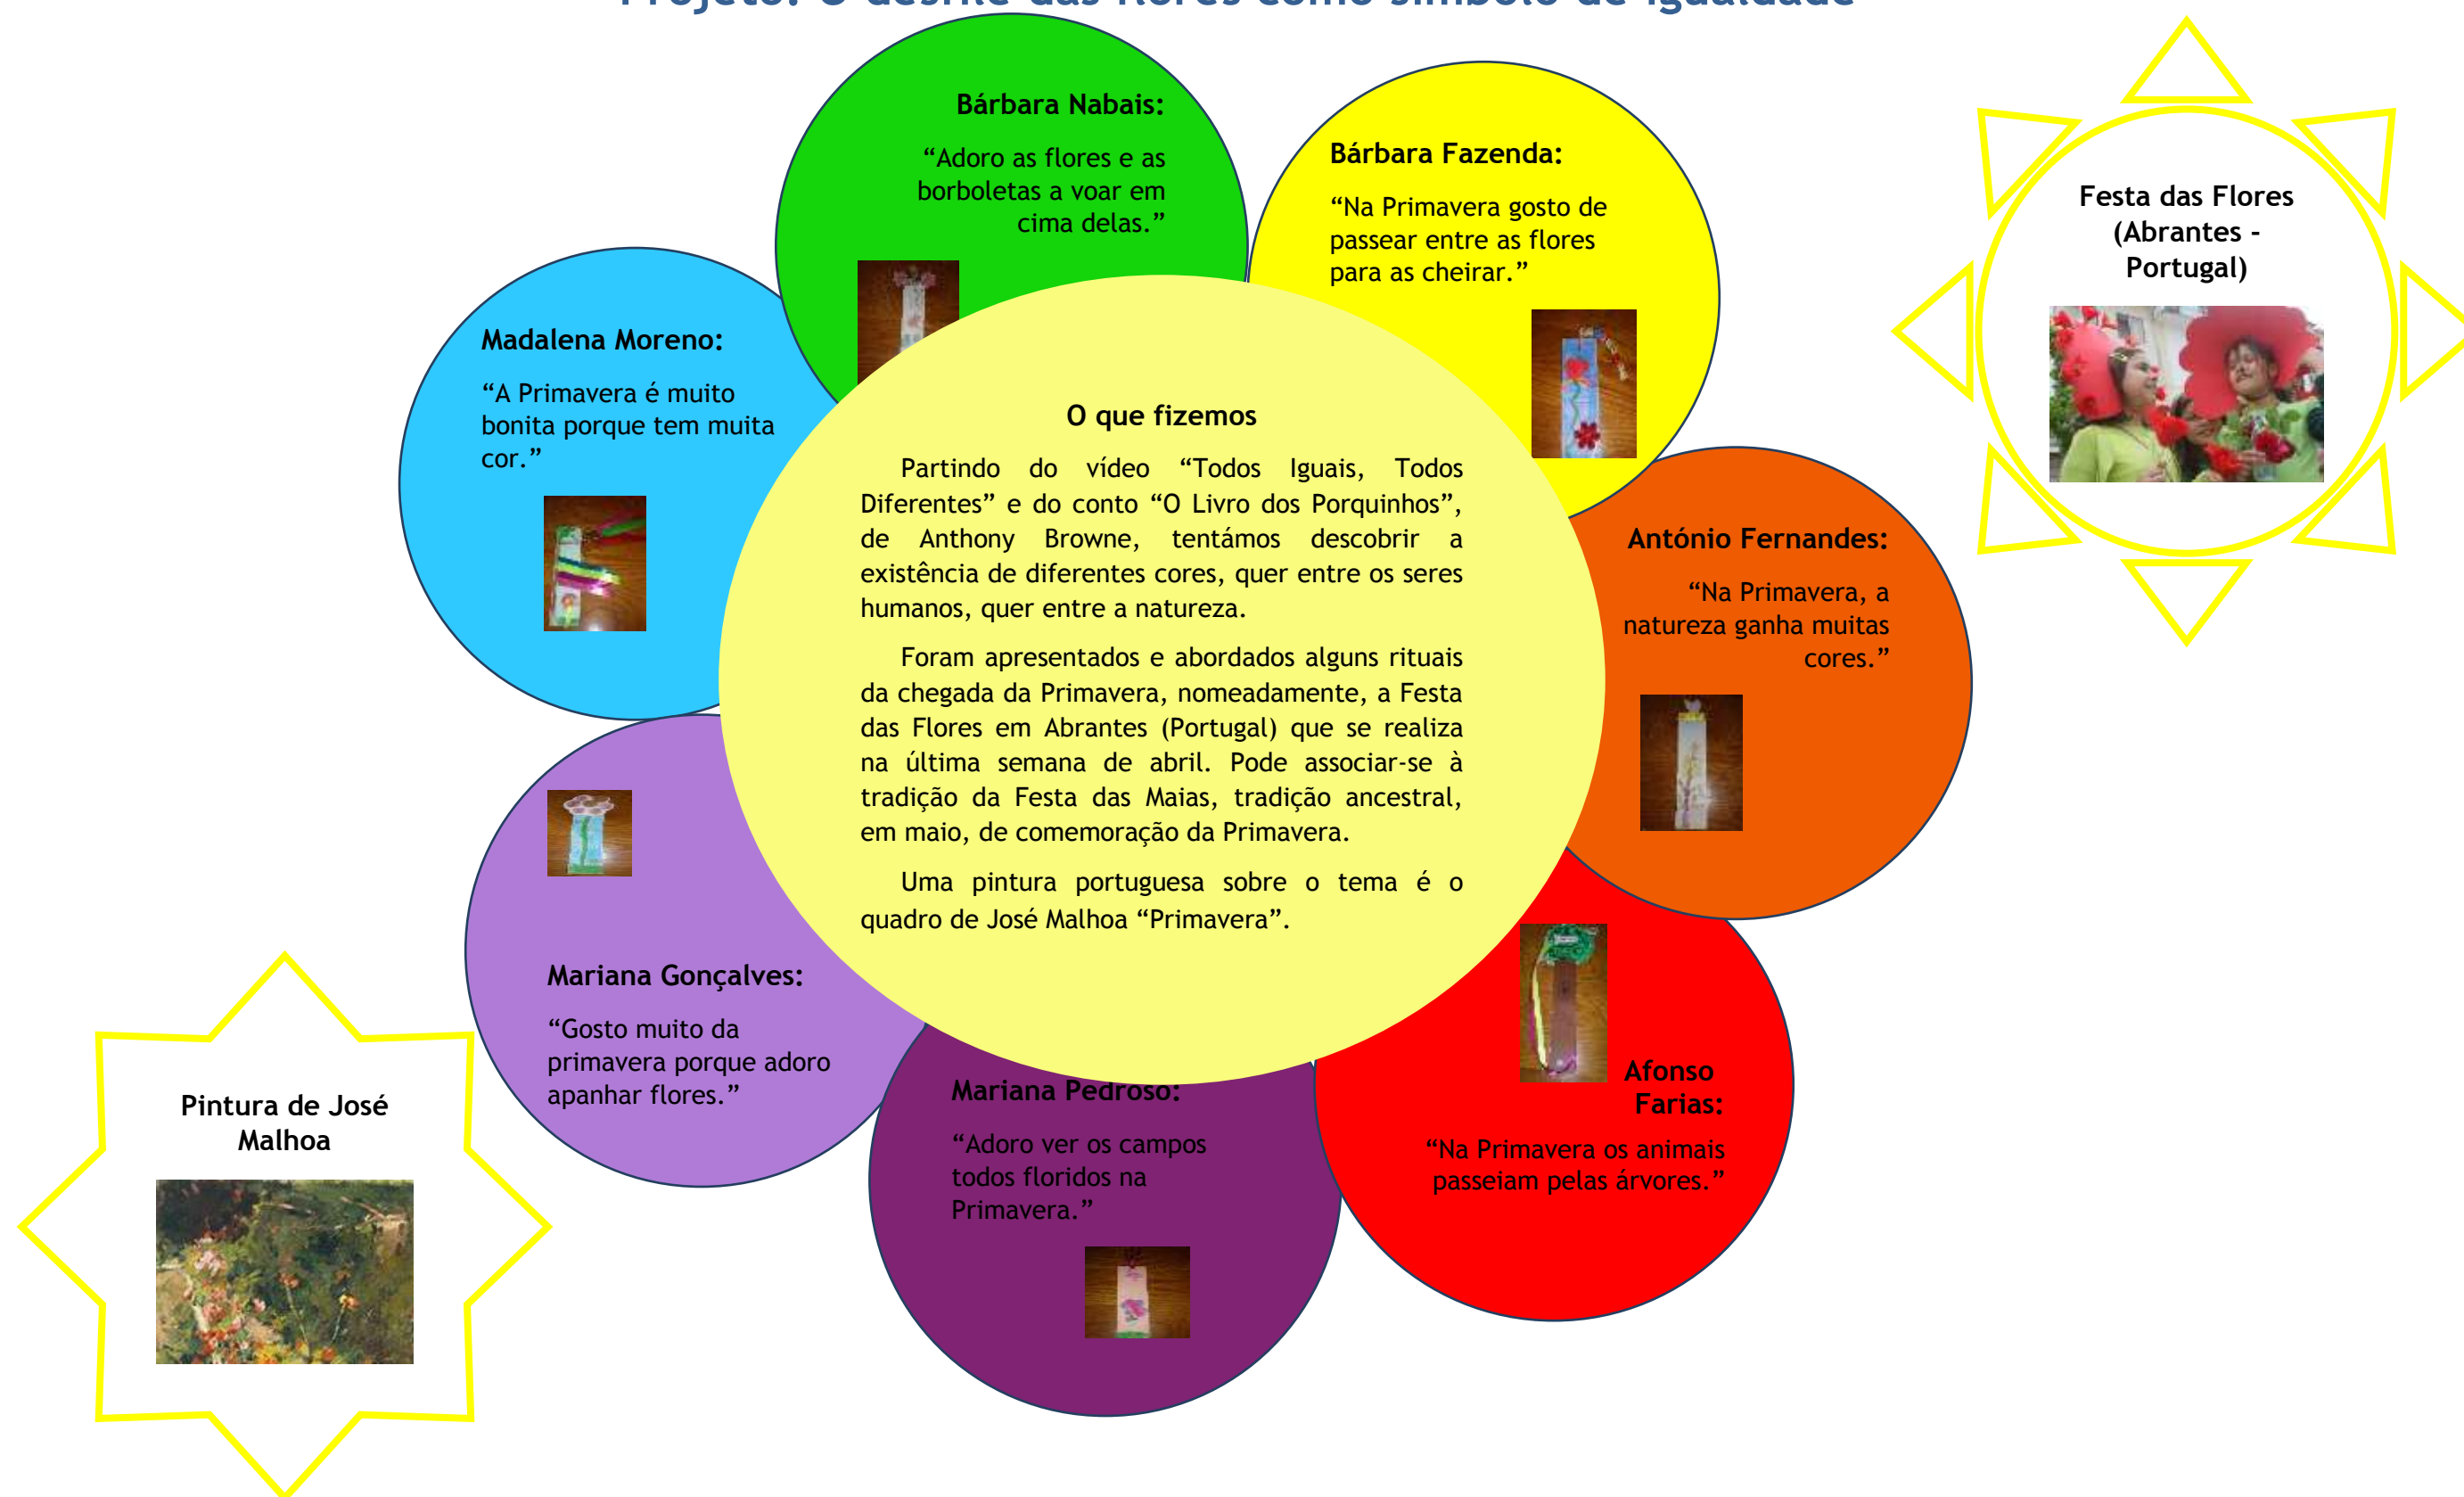 Projeto: O desfile das flores como símbolo de igualdade
Bárbara Nabais:
“Adoro as flores e as
borboletas a voar em
cima delas.”
Bárbara Fazenda:
“Na Primavera gosto de
passear entre as flores
para as cheirar.”
Festa das Flores
(Abrantes -
Portugal)
Madalena Moreno:
“A Primavera é muito
bonita porque tem muita
cor.”
O que fizemos
Partindo do vídeo “Todos Iguais, Todos
Diferentes” e do conto “O Livro dos Porquinhos”,
de Anthony Browne, tentámos descobrir a
existência de diferentes cores, quer entre os seres
humanos, quer entre a natureza.
Foram apresentados e abordados alguns rituais
da chegada da Primavera, nomeadamente, a Festa
das Flores em Abrantes (Portugal) que se realiza
na última semana de abril. Pode associar-se à
tradição da Festa das Maias, tradição ancestral,
em maio, de comemoração da Primavera.
Uma pintura portuguesa sobre o tema é o
quadro de José Malhoa “Primavera”.
António Fernandes:
“Na Primavera, a
natureza ganha muitas
cores.”
Mariana Gonçalves:
“Gosto muito da
primavera porque adoro
apanhar flores.”
Mariana Pedroso:
“Adoro ver os campos
todos floridos na
Primavera.”
Afonso
Farias:
“Na Primavera os animais
passeiam pelas árvores.”
Pintura de José
Malhoa